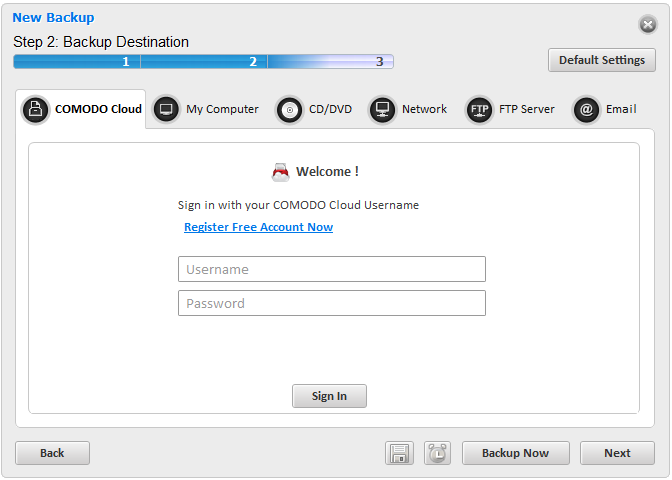 New Backup
Step 2: Backup Destination
1 2 3
Default Settings
COMODO Cloud My Computer CD/DVD Network FTP FTP Server @ Email
Welcome !
Sign in with your COMODO Cloud Username
Register Free Account Now
Username
Password
Sign In
Back Backup Now Next